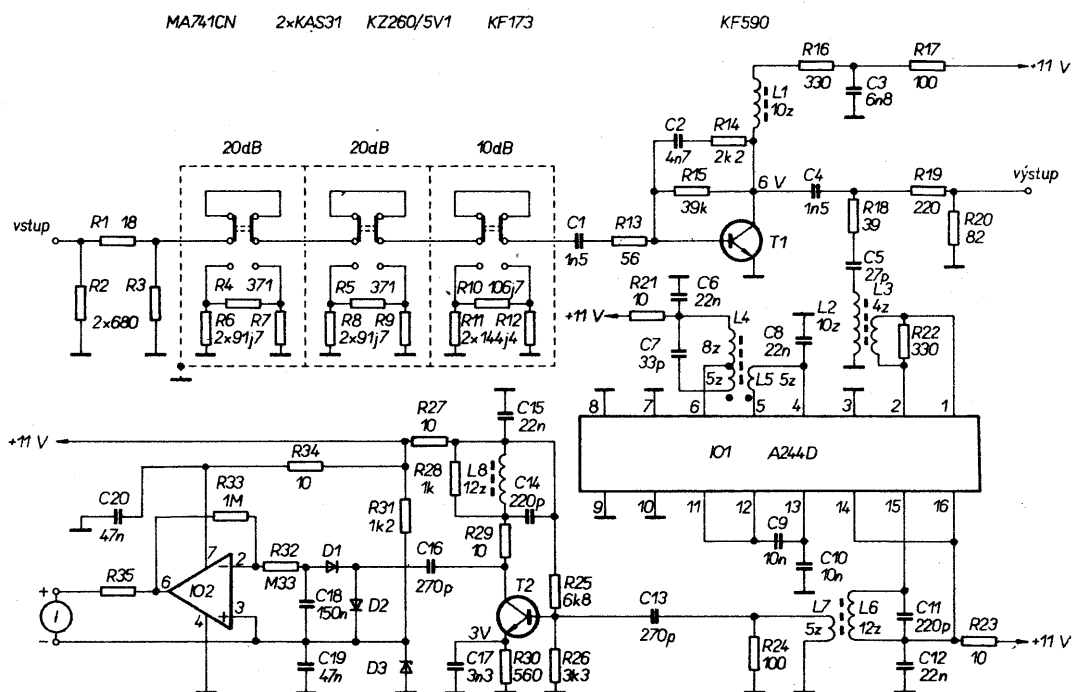 MA741CN 2xKAS31 KZ260/5V1 KF173 KF590
R16 R17
330 100 +11 V
C3
6n8
L1
10z
20dB 20dB 10dB
C2 R14
4n7 2k2
R15
39k
6 V C4
1n5
R19
220
výstup
R18
39
R20
82
vstup R1 18
C1 R13
1n5 56
T1
R2 R3
2×680
R4 371
R6 R7
2×91j7
R5 371
R8 R9
2×91j7
R10 106j7
R11 R12
2×144j4
R21
10
C6
22n
+11 V
L4
C7
33p
8z
5z
L5 5z
C8
22n
L2
10z
C5
27p
L3
4z
R22
330
8 7 6 5 4 3 2 1
IO1 A244D
9 10 11 12 13 14 15 16
C9
10n
C10
10n
+11 V
R27
10
C15
22n
R34
10
R28
1k
L8
12z
C14
220p
R33
1M
C20
47n
R31
1k2
R29
10
R35
7
6 IO2 2
− 
+ 3
4
R32
M33
D1
C16
270p
T2
R25
6k8
C18
150n
D2
C13
270p
+
I
−
C19
47n
D3
3V
C17
3n3
R30
560
R26
3k3
R24
100
L7
5z
L6
12z
C11
220p
R23
10
+11 V
C12
22n